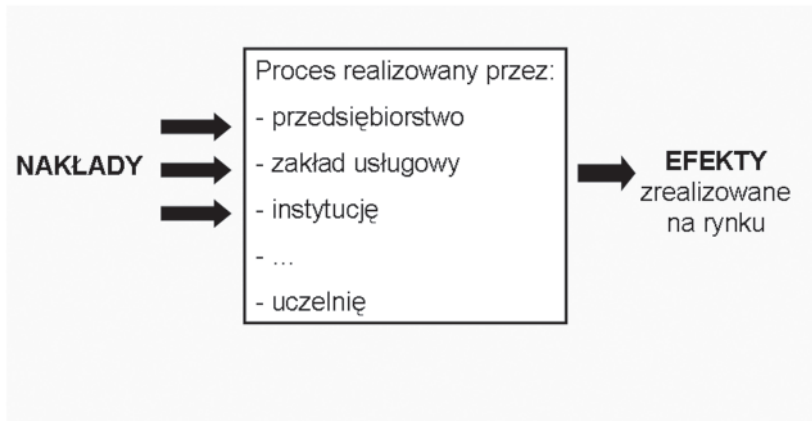 NAKŁADY
Proces realizowany przez:
- przedsiębiorstwo
- zakład usługowy
- instytucję
- ...
- uczelnię
EFEKTY
zrealizowane
na rynku